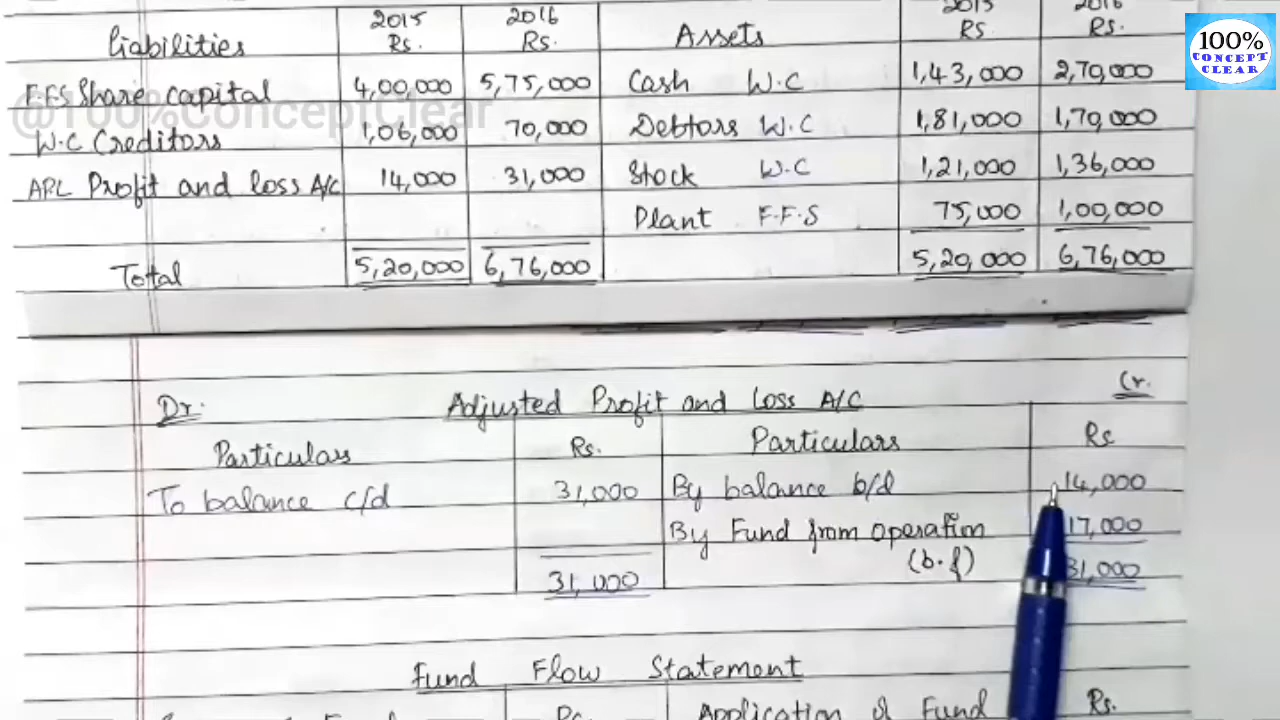 Liabilities 2015 Rs. 2016 Rs. Assets 2015 Rs. 2016 Rs.
F.F.S Share capital 4,00,000 5,75,000 Cash W.C 1,43,000 2,70,000
W.C Creditors 1,06,000 70,000 Debtors W.C 1,81,000 1,70,000
APL Profit and loss A/C 14,000 31,000 Stock W.C 1,21,000 1,36,000
Plant F.F.S 75,000 1,00,000
Total 5,20,000 6,76,000 5,20,000 6,76,000
@100%ConceptClear
100%
CONCEPT
CLEAR
Dr. Adjusted Profit and Loss A/C Cr.
Particulars Rs. Particulars Rs
To balance c/d 31,000 By balance b/d 14,000
By Fund from operation 17,000
(b.f)
31,000 31,000
Fund Flow Statement
Rs. Application of Fund Rs.